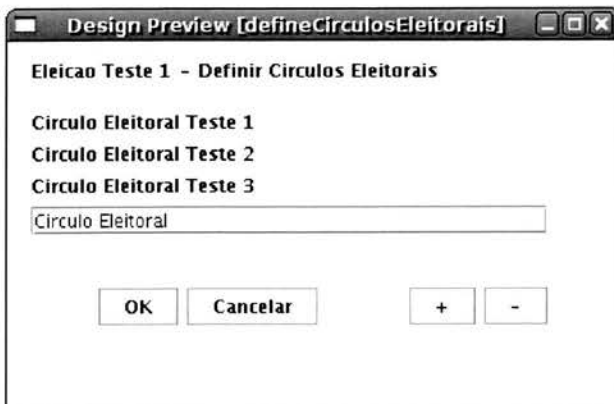 Design Preview [defineCirculosEleitorais]
Eleicao Teste 1 - Definir Circulos Eleitorais
Circulo Eleitoral Teste 1
Circulo Eleitoral Teste 2
Circulo Eleitoral Teste 3
Circulo Eleitoral
OK Cancelar + -